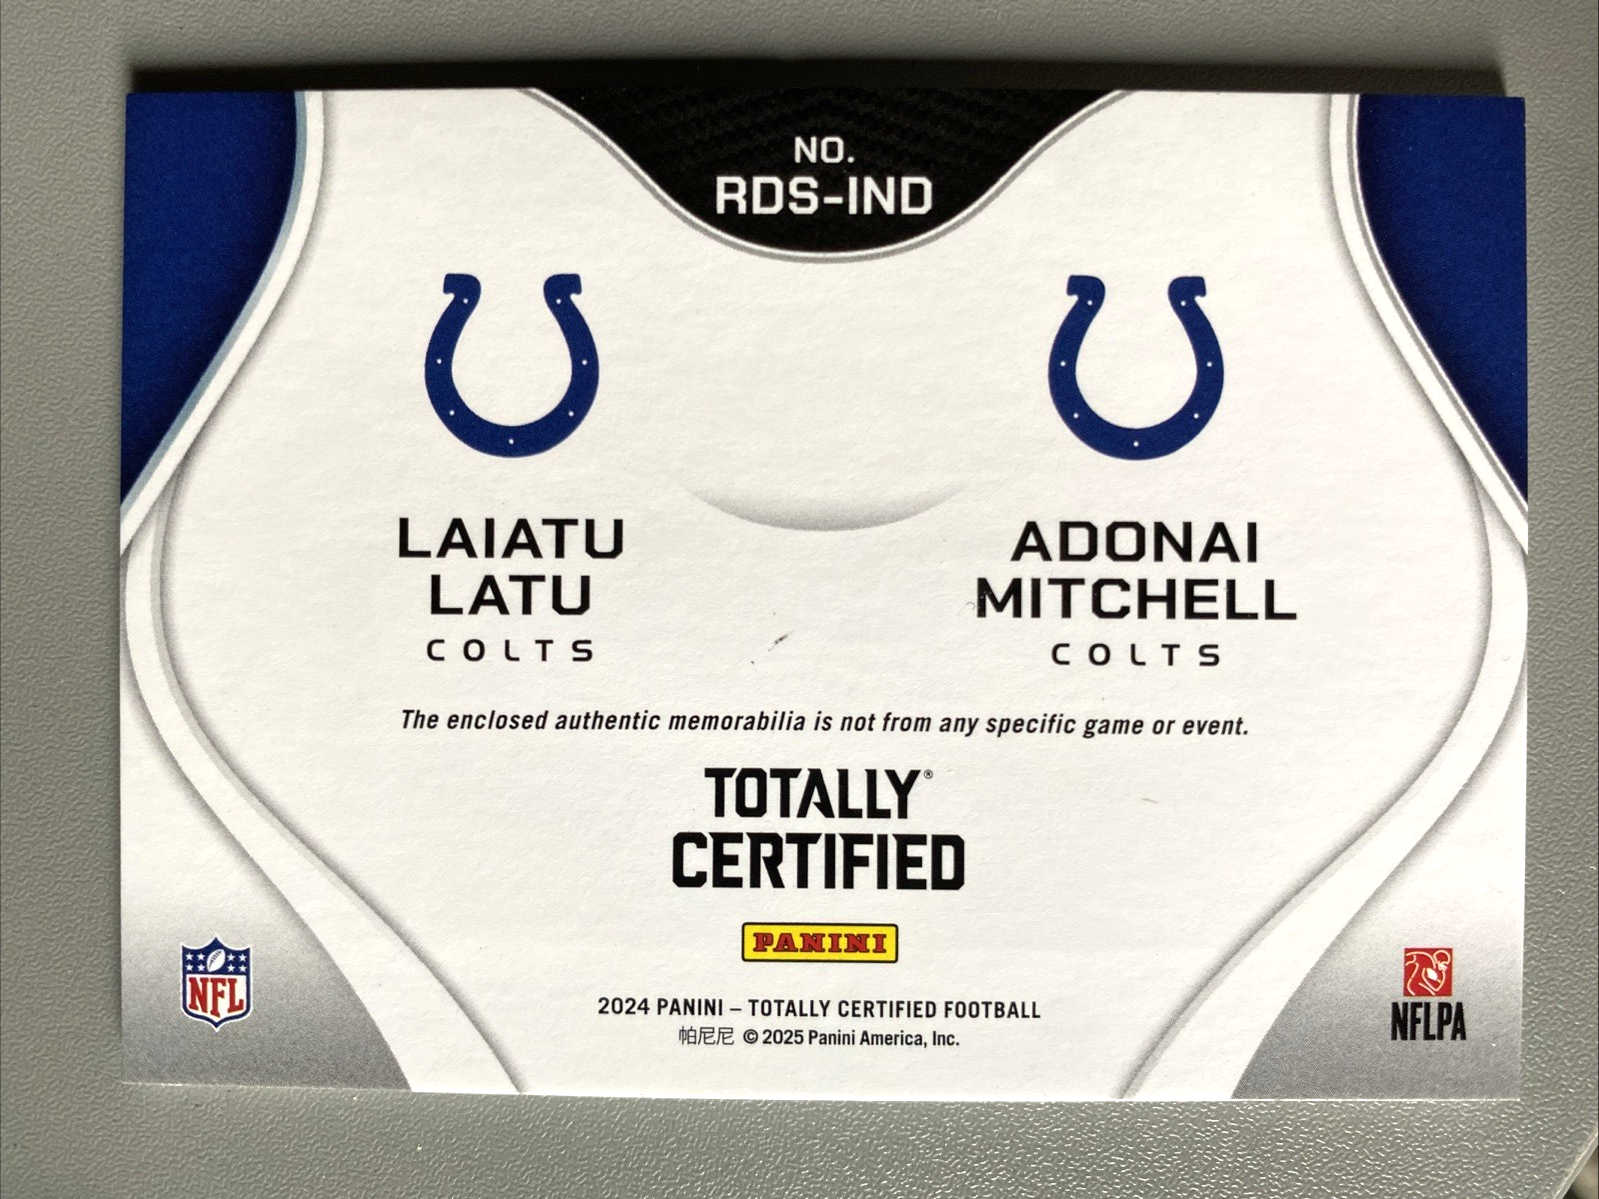 NO.
RDS-IND
LAIATU
LATU
COLTS
ADONAI
MITCHELL
COLTS
The enclosed authentic memorabilia is not from any specific game or event.
TOTALLY®
CERTIFIED
PANINI
NFL
NFLPA
2024 PANINI – TOTALLY CERTIFIED FOOTBALL
帕尼尼 © 2025 Panini America, Inc.